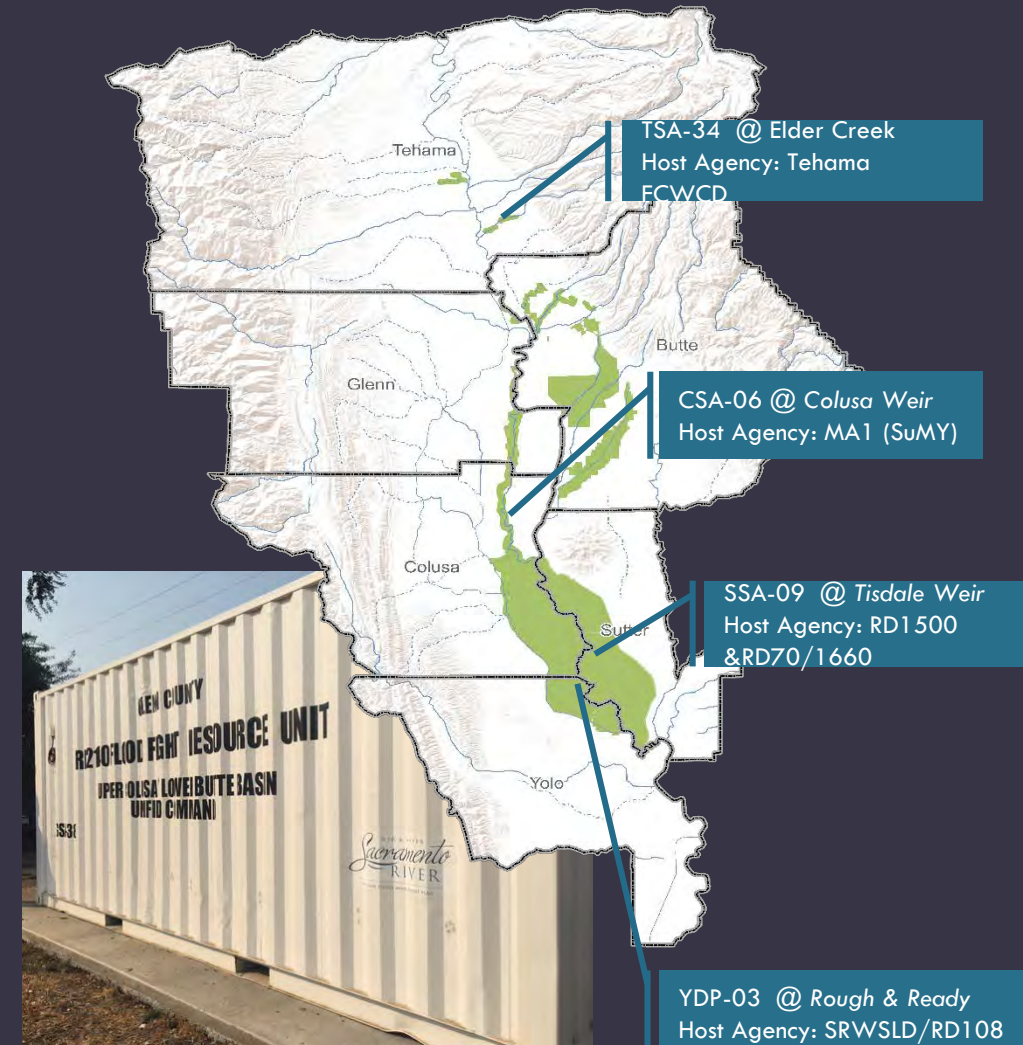 Tehama
TSA-34 @ Elder Creek
Host Agency: Tehama
FCWCD
Butte
Glenn
CSA-06 @ Colusa Weir
Host Agency: MA1 (SuMY)
Colusa
SSA-09 @ Tisdale Weir
Host Agency: RD1500
&RD70/1660
Sutter
Yolo
YDP-03 @ Rough & Ready
Host Agency: SRWSLD/RD108
UNIT
Sacramento
RIVER